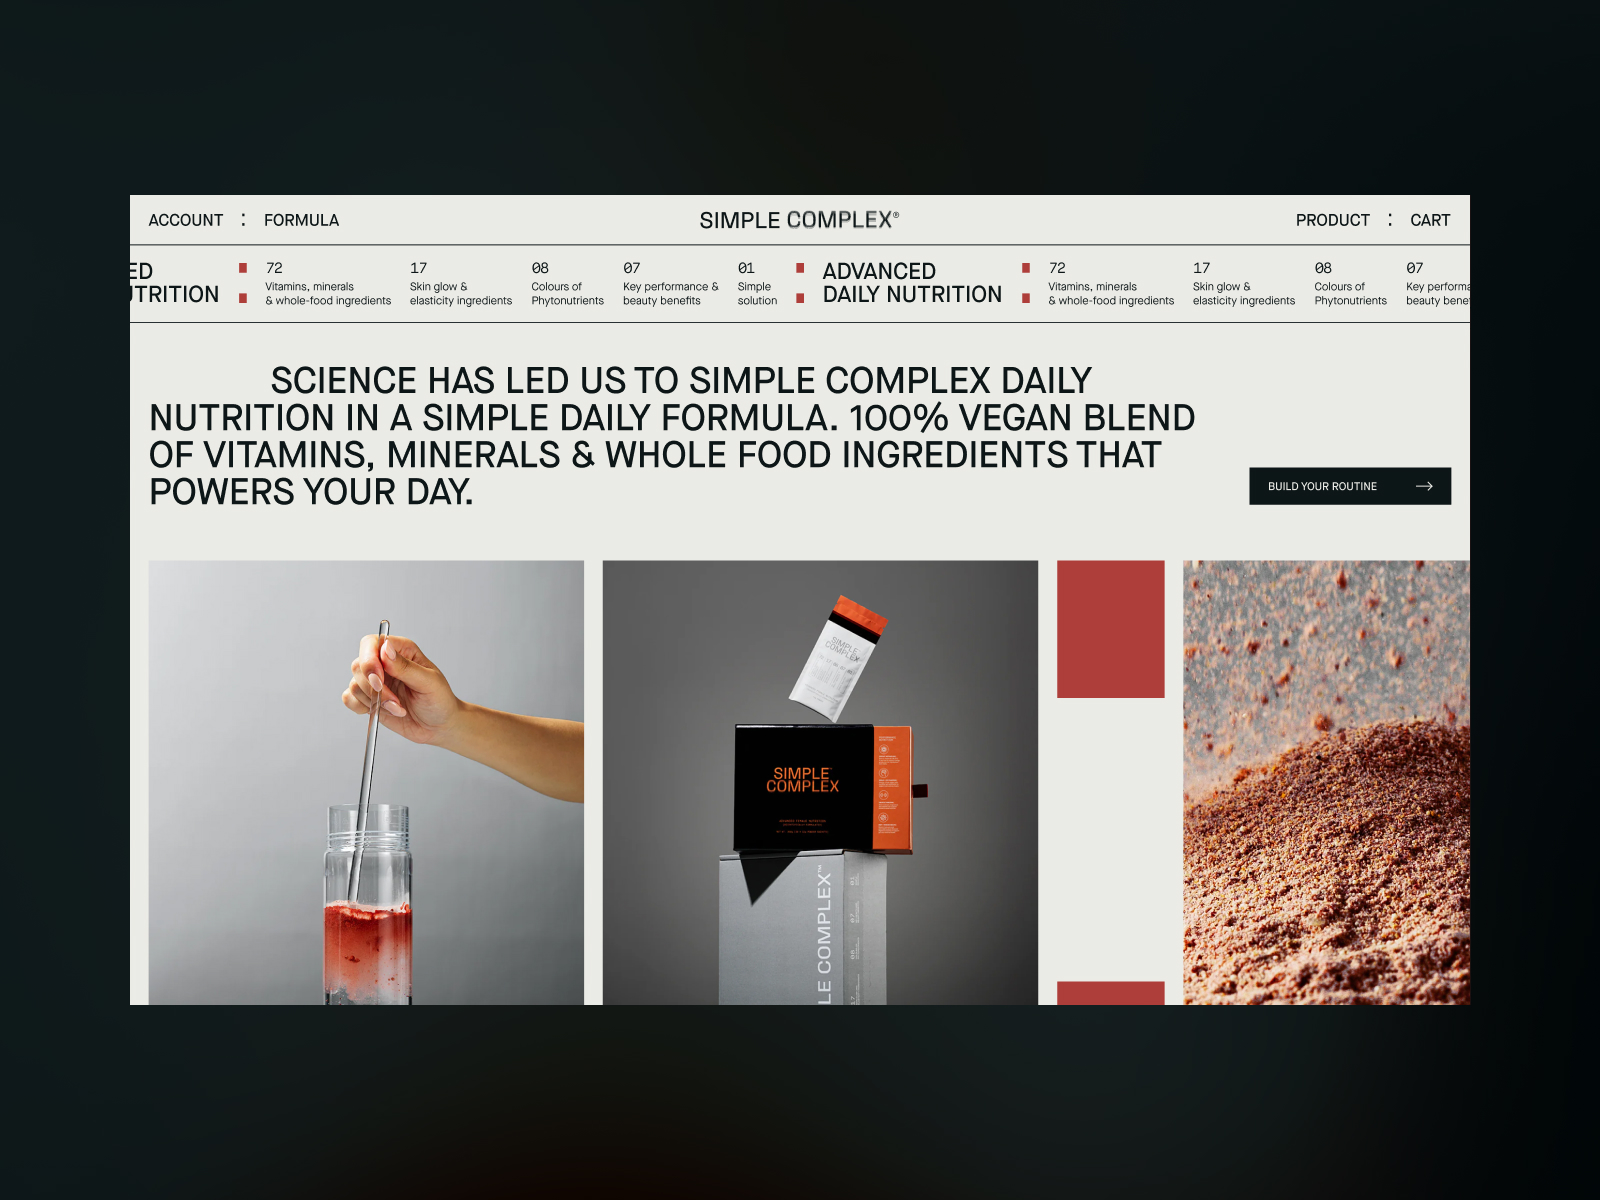 ACCOUNT : FORMULA
SIMPLE COMPLEX®
PRODUCT : CART
ED
UTRITION
72
Vitamins, minerals
& whole-food ingredients
17
Skin glow &
elasticity ingredients
08
Colours of
Phytonutrients
07
Key performance &
beauty benefits
01
Simple
solution
ADVANCED
DAILY NUTRITION
72
Vitamins, minerals
& whole-food ingredients
17
Skin glow &
elasticity ingredients
08
Colours of
Phytonutrients
07
Key performa
beauty benef
SCIENCE HAS LED US TO SIMPLE COMPLEX DAILY
NUTRITION IN A SIMPLE DAILY FORMULA. 100% VEGAN BLEND
OF VITAMINS, MINERALS & WHOLE FOOD INGREDIENTS THAT
POWERS YOUR DAY.
BUILD YOUR ROUTINE
SIMPLE
COMPLEX
SIMPLE
COMPLEX
LE COMPLEX™